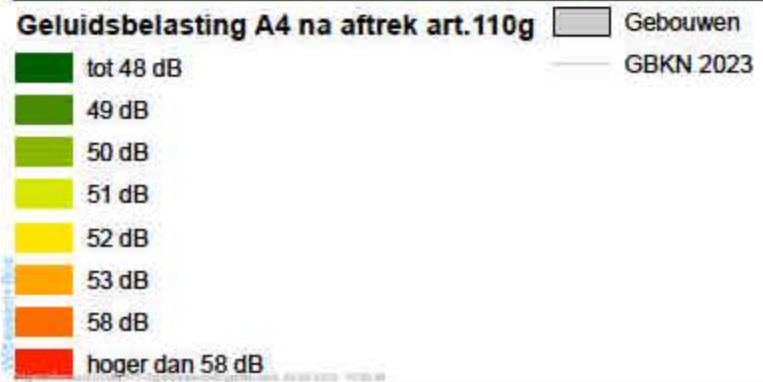 Geluidsbelasting A4 na aftrek art.110g
tot 48 dB
49 dB
50 dB
51 dB
52 dB
53 dB
58 dB
hoger dan 58 dB
Gebouwen
GBKN 2023